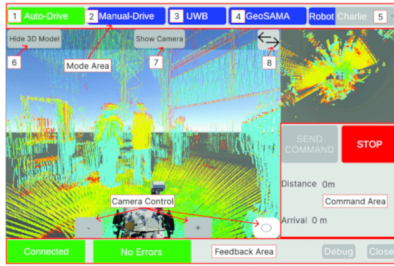 1 Auto-Drive 2 Manual-Drive 3 UWB 4 GeoSAMA Robot Charlie 5
Hide 3D Model Show Camera
6 Mode Area 7 8
SEND COMMAND STOP
Distance 0m
Camera Control Command Area
- +
Arrival 0 m
Connected No Errors Feedback Area Debug Close